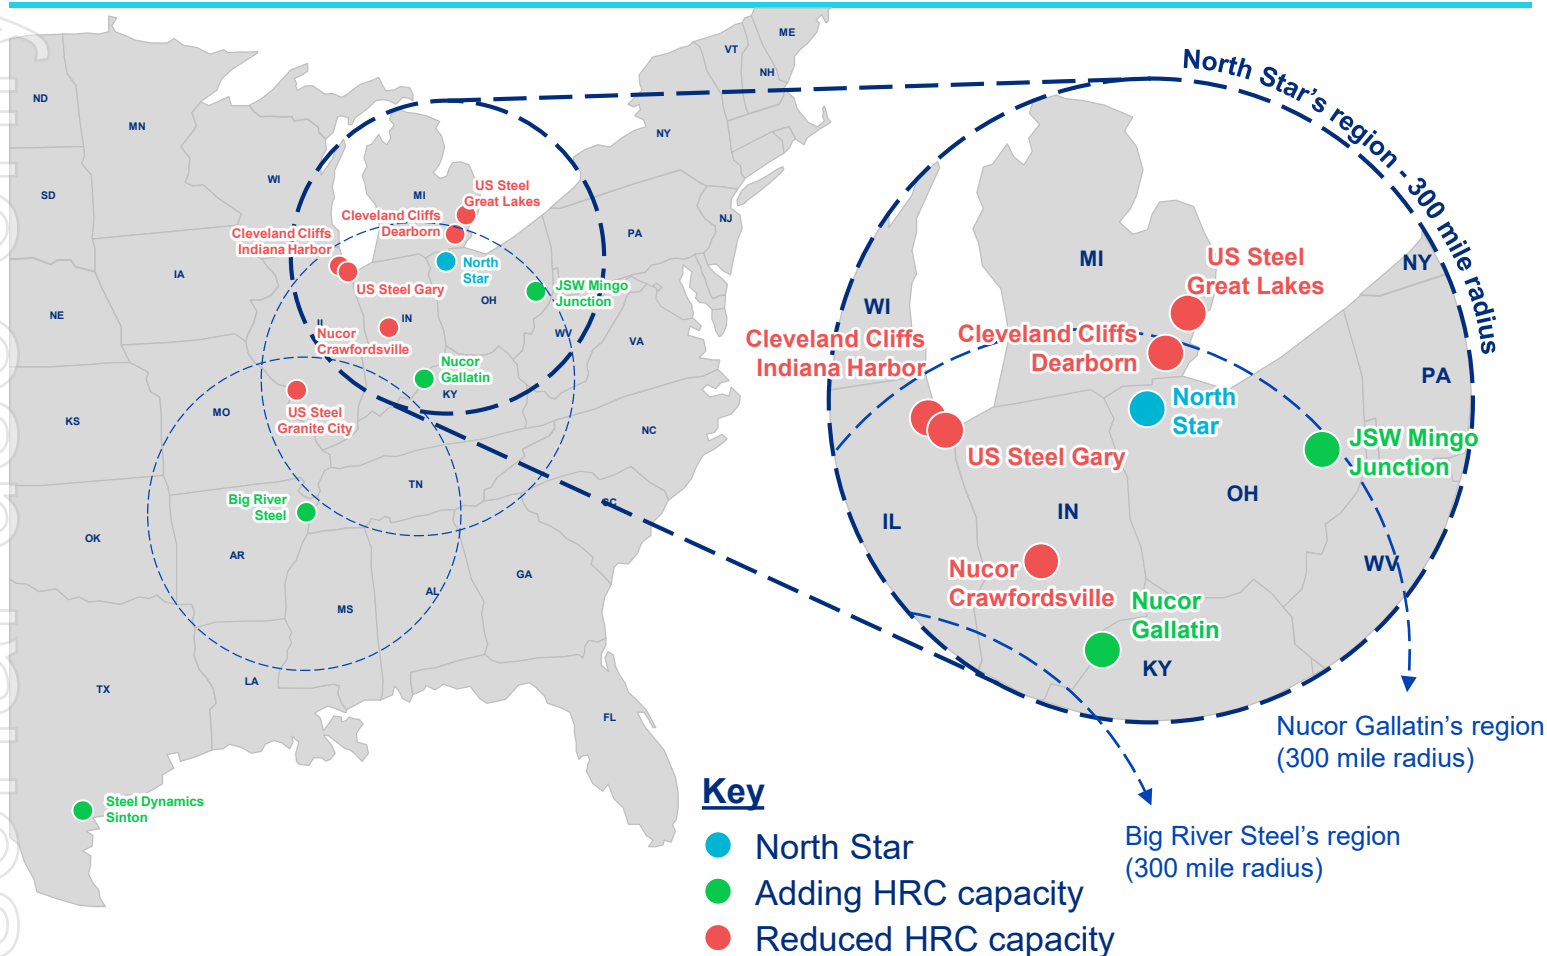 ND
MN
SD
WI
MI
IA
NE
IL
IN
OH
WV
VA
PA
NY
NJ
VT
NH
ME
KS
MO
KY
NC
TN
SC
OK
AR
MS
AL
GA
TX
LA
FL
US Steel
Great Lakes
Cleveland Cliffs
Dearborn
Cleveland Cliffs
Indiana Harbor
US Steel Gary
North
Star
JSW Mingo
Junction
Nucor
Crawfordsville
Nucor
Gallatin
US Steel
Granite City
Big River
Steel
Steel Dynamics
Sinton
North Star's region - 300 mile radius
MI
NY
WI
PA
IL
IN
OH
WV
KY
US Steel
Great Lakes
Cleveland Cliffs
Indiana Harbor
Cleveland Cliffs
Dearborn
North
Star
US Steel Gary
JSW Mingo
Junction
Nucor
Crawfordsville
Nucor
Gallatin
Nucor Gallatin's region
(300 mile radius)
Big River Steel's region
(300 mile radius)
Key
North Star
Adding HRC capacity
Reduced HRC capacity